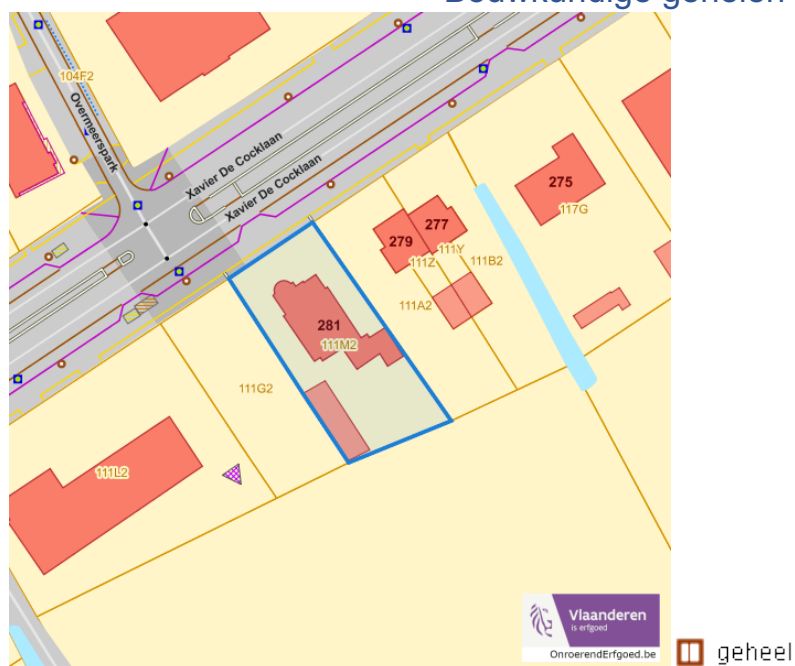 Bouwkundige gehelen
104F2
Overmeerspark
Xavier De Cocklaan
Xavier De Cocklaan
275
117G
277
279
111Y
111Z
111B2
111A2
281
111M2
111G2
111L2
Vlaanderen
is erfgoed
OnroerendErfgoed.be
geheel